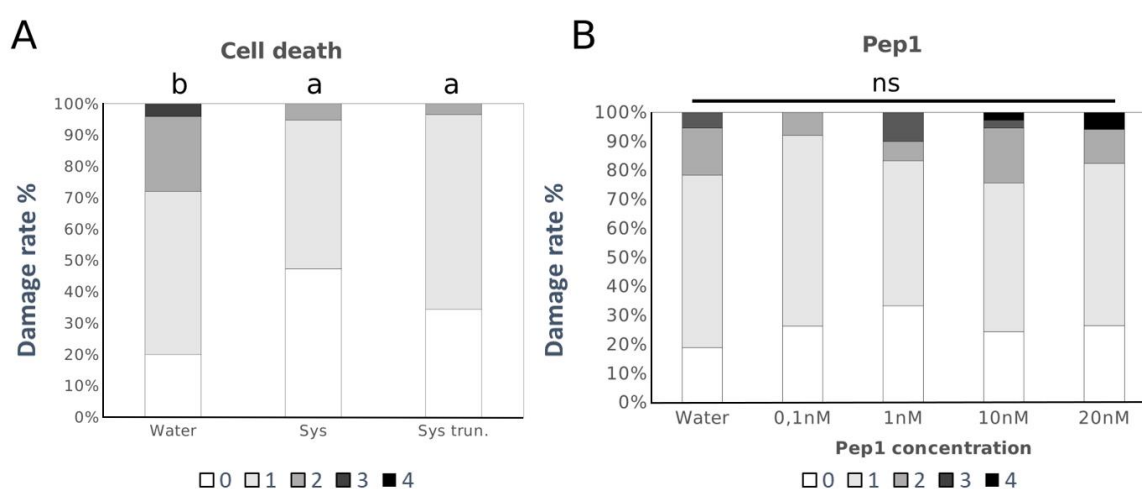 A
Cell death
b a a
100%
90%
80%
70%
60%
50%
40%
30%
20%
10%
0%
Damage rate %
Water Sys Sys trun.
0 1 2 3 4
B
Pep1
ns
100%
90%
80%
70%
60%
50%
40%
30%
20%
10%
0%
Damage rate %
Water 0,1nM 1nM 10nM 20nM
Pep1 concentration
0 1 2 3 4